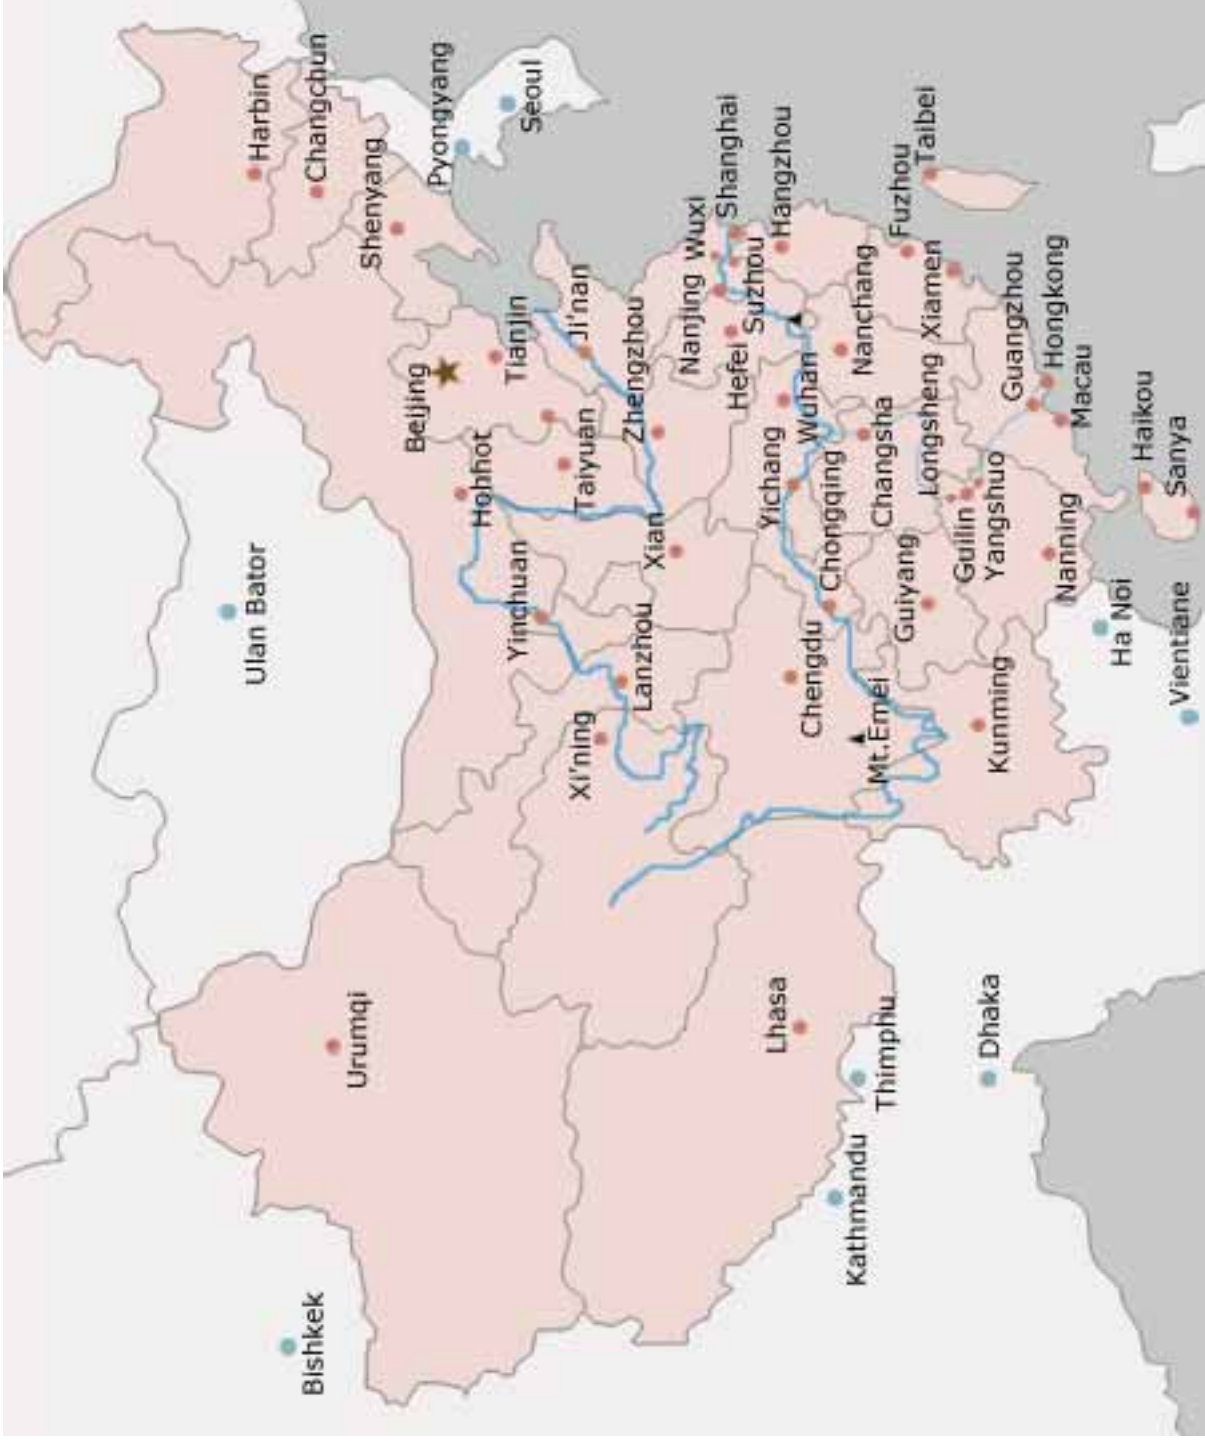 Harbin
Changchun
Shenyang
Pyongyang
Seoul
Ulan Bator
Urumqi
Bishkek
Beijing
Tianjin
Hohhot
Taiyuan
Ji'nan
Zhengzhou
Yinchuan
Xian
Lanzhou
Xi'ning
Nanjing
Wuxi
Shanghai
Suzhou
Hangzhou
Hefei
Wuhan
Yichang
Chongqing
Chengdu
Mt.Emei
Lhasa
Thimphu
Kathmandu
Dhaka
Nanchang
Changsha
Fuzhou
Taibei
Xiamen
Longsheng
Guiyang
Guilin
Yangshuo
Guangzhou
Hongkong
Macau
Nanning
Kunming
Haikou
Sanya
Ha Noi
Vientiane